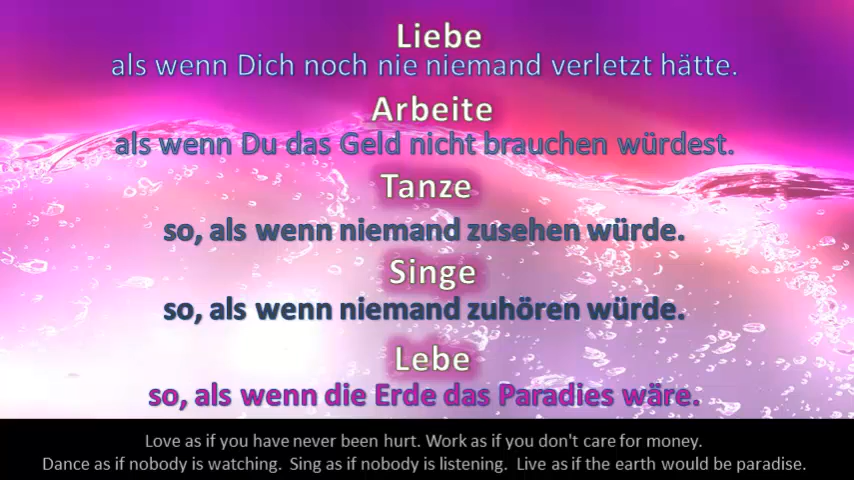 Liebe
als wenn Dich noch nie niemand verletzt hätte.
Arbeite
als wenn Du das Geld nicht brauchen würdest.
Tanze
so, als wenn niemand zusehen würde.
Singe
so, als wenn niemand zuhören würde.
Lebe
so, als wenn die Erde das Paradies wäre.
Love as if you have never been hurt. Work as if you don't care for money.
Dance as if nobody is watching.  Sing as if nobody is listening.  Live as if the earth would be paradise.